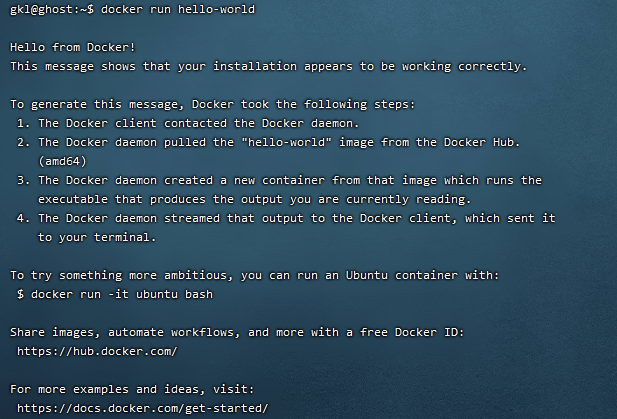 gkl@ghost:~$ docker run hello-world
Hello from Docker!
This message shows that your installation appears to be working correctly.
To generate this message, Docker took the following steps:
1. The Docker client contacted the Docker daemon.
2. The Docker daemon pulled the "hello-world" image from the Docker Hub.
(amd64)
3. The Docker daemon created a new container from that image which runs the
executable that produces the output you are currently reading.
4. The Docker daemon streamed that output to the Docker client, which sent it
to your terminal.
To try something more ambitious, you can run an Ubuntu container with:
$ docker run -it ubuntu bash
Share images, automate workflows, and more with a free Docker ID:
https://hub.docker.com/
For more examples and ideas, visit:
https://docs.docker.com/get-started/